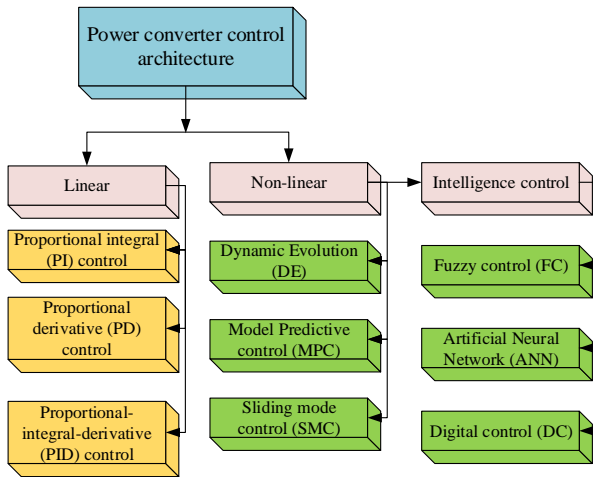 Power converter control
architecture
Linear
Non-linear
Intelligence control
Proportional integral
(PI) control
Dynamic Evolution
(DE)
Fuzzy control (FC)
Proportional
derivative (PD)
control
Model Predictive
control (MPC)
Artificial Neural
Network (ANN)
Proportional-
integral-derivative
(PID) control
Sliding mode
control (SMC)
Digital control (DC)